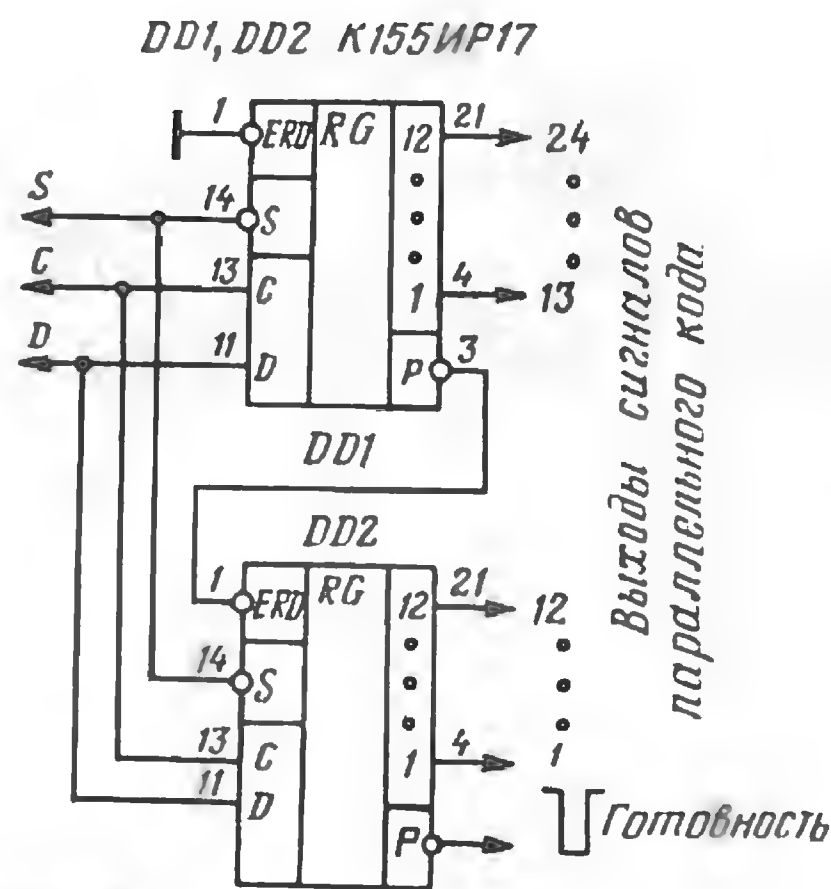 DD1, DD2 К155ИР17
1
ERD
RG
12
21
24
S
14
S
C
13
C
1
4
13
D
11
D
P
3
DD1
Выходы сигналов
параллельного кода
DD2
1
ERD
RG
12
21
12
14
S
13
C
1
4
1
11
D
P
Готовность